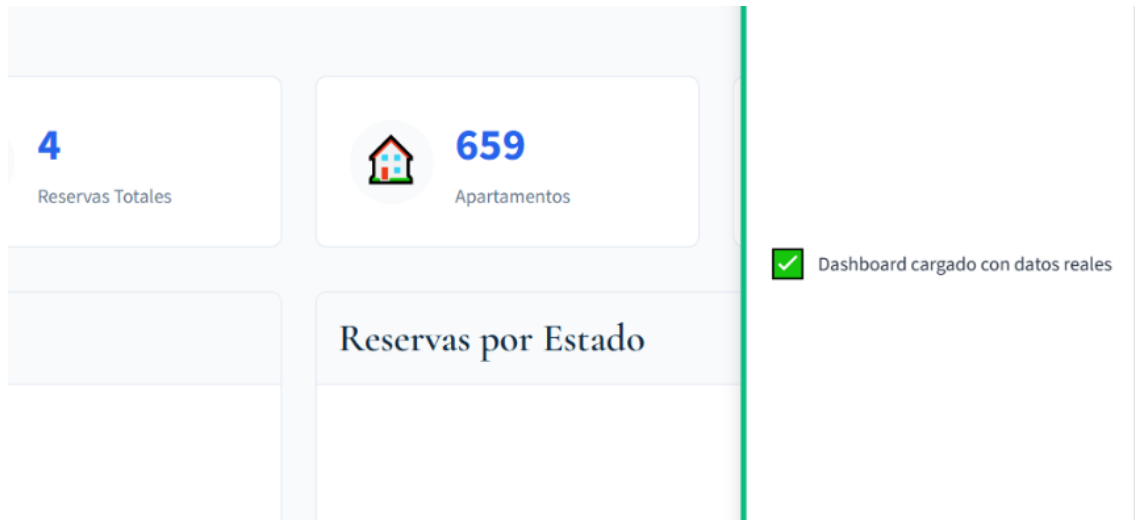 4
Reservas Totales
659
Apartamentos
Dashboard cargado con datos reales
Reservas por Estado